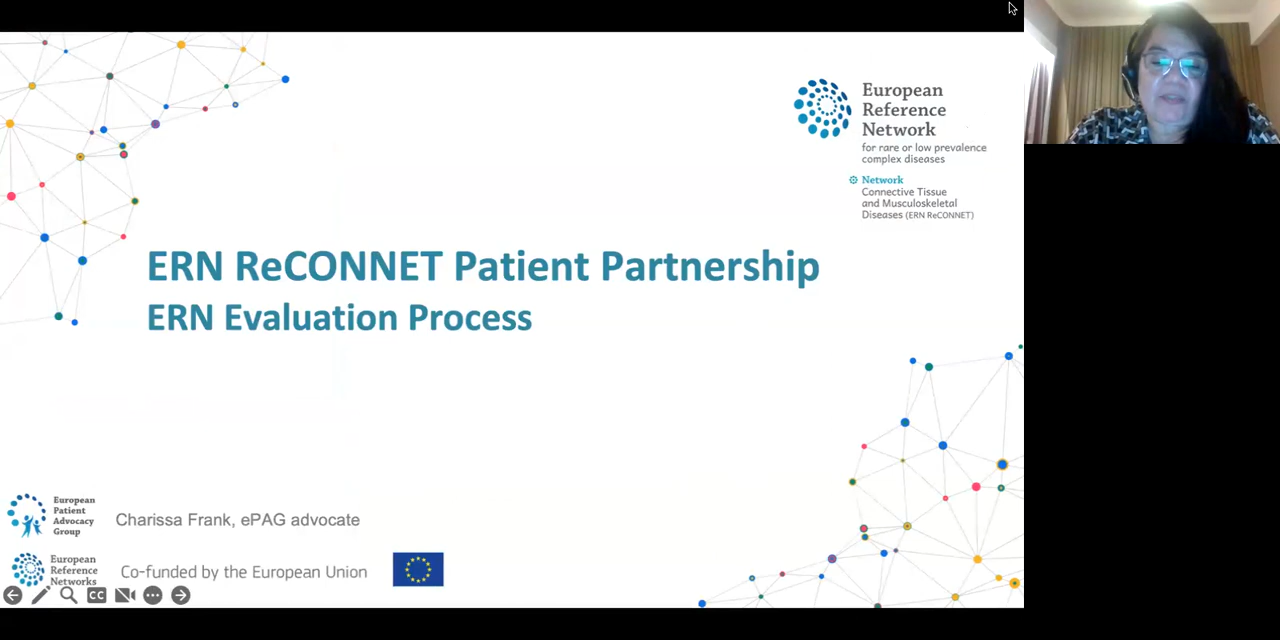 European
Reference
Network
for rare or low prevalence
complex diseases
Network
Connective Tissue
and Musculoskeletal
Diseases (ERN ReCONNET)
ERN ReCONNET Patient Partnership
ERN Evaluation Process
European
Patient
Advocacy
Group
Charissa Frank, ePAG advocate
European
Reference
Networks
Co-funded by the European Union
CC